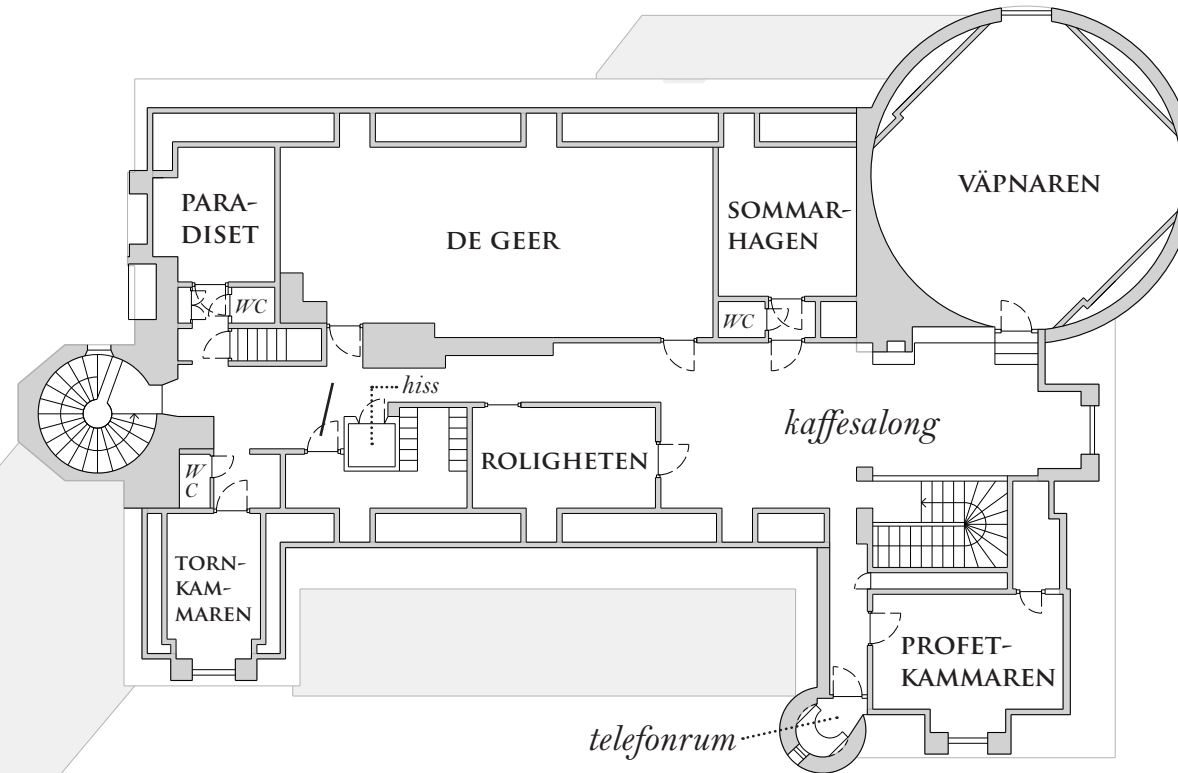 PARA-
DISET
DE GEER
SOMMAR-
HAGEN
VÄPNAREN
WC
WC
hiss
kaffesalong
ROLIGHETEN
W
C
TORN-
KAM-
MAREN
PROFET-
KAMMAREN
telefonrum